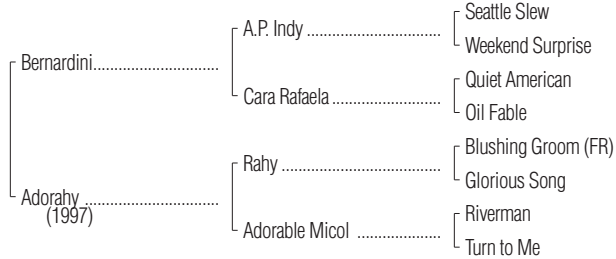 Seattle Slew
A.P. Indy ................................
Weekend Surprise
Bernardini..............................
Quiet American
Cara Rafaela..........................
Oil Fable
Blushing Groom (FR)
Rahy ......................................
Glorious Song
Adorahy ................................
(1997)
Riverman
Adorable Micol ....................
Turn to Me